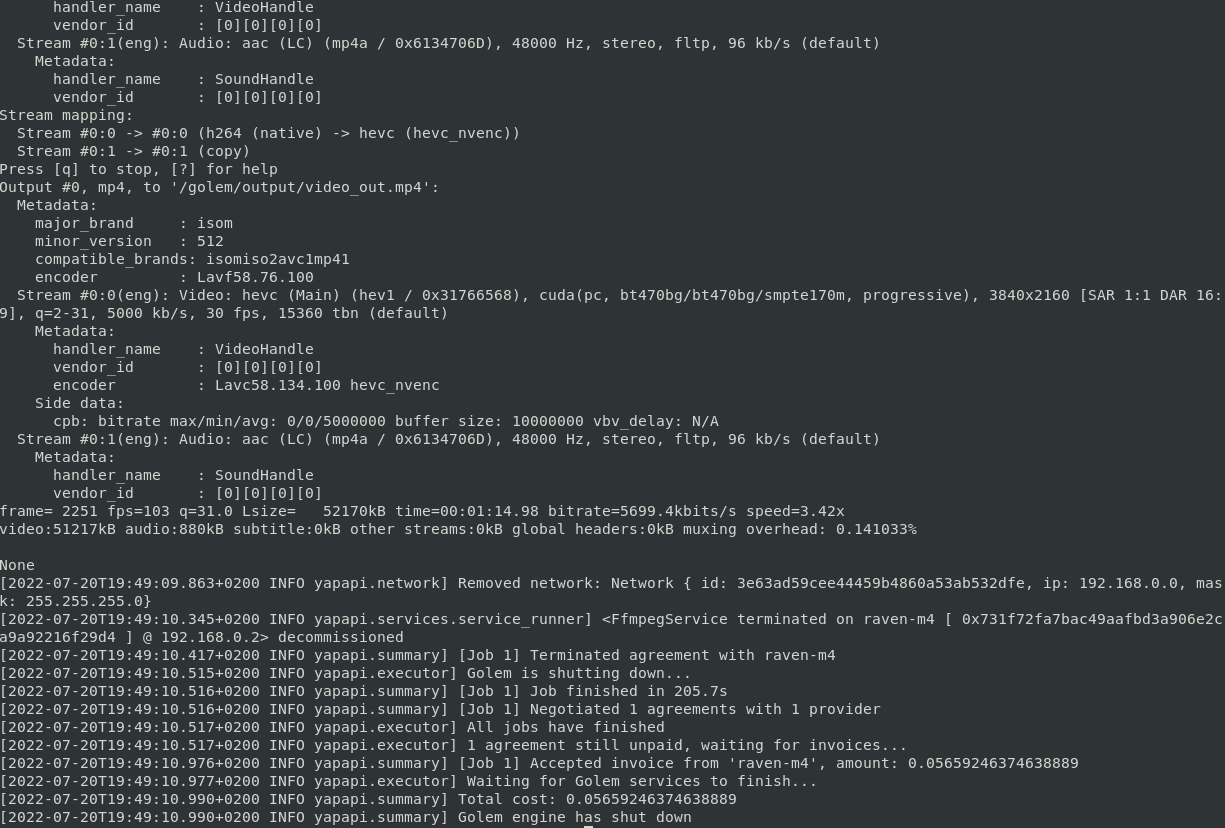 handler_name    : VideoHandle
      vendor_id       : [0][0][0][0]
  Stream #0:1(eng): Audio: aac (LC) (mp4a / 0x6134706D), 48000 Hz, stereo, fltp, 96 kb/s (default)
    Metadata:
      handler_name    : SoundHandle
      vendor_id       : [0][0][0][0]
Stream mapping:
  Stream #0:0 -> #0:0 (h264 (native) -> hevc (hevc_nvenc))
  Stream #0:1 -> #0:1 (copy)
Press [q] to stop, [?] for help
Output #0, mp4, to '/golem/output/video_out.mp4':
  Metadata:
    major_brand     : isom
    minor_version   : 512
    compatible_brands: isomiso2avc1mp41
    encoder         : Lavf58.76.100
  Stream #0:0(eng): Video: hevc (Main) (hev1 / 0x31766568), cuda(pc, bt470bg/bt470bg/smpte170m, progressive), 3840x2160 [SAR 1:1 DAR 16:
9], q=2-31, 5000 kb/s, 30 fps, 15360 tbn (default)
    Metadata:
      handler_name    : VideoHandle
      vendor_id       : [0][0][0][0]
      encoder         : Lavc58.134.100 hevc_nvenc
    Side data:
      cpb: bitrate max/min/avg: 0/0/5000000 buffer size: 10000000 vbv_delay: N/A
  Stream #0:1(eng): Audio: aac (LC) (mp4a / 0x6134706D), 48000 Hz, stereo, fltp, 96 kb/s (default)
    Metadata:
      handler_name    : SoundHandle
      vendor_id       : [0][0][0][0]
frame= 2251 fps=103 q=31.0 Lsize=   52170kB time=00:01:14.98 bitrate=5699.4kbits/s speed=3.42x
video:51217kB audio:880kB subtitle:0kB other streams:0kB global headers:0kB muxing overhead: 0.141033%

None
[2022-07-20T19:49:09.863+0200 INFO yapapi.network] Removed network: Network { id: 3e63ad59cee44459b4860a53ab532dfe, ip: 192.168.0.0, mas
k: 255.255.255.0}
[2022-07-20T19:49:10.345+0200 INFO yapapi.services.service_runner] <FfmpegService terminated on raven-m4 [ 0x731f72fa7bac49aafbd3a906e2c
a9a92216f29d4 ] @ 192.168.0.2> decommissioned
[2022-07-20T19:49:10.417+0200 INFO yapapi.summary] [Job 1] Terminated agreement with raven-m4
[2022-07-20T19:49:10.515+0200 INFO yapapi.executor] Golem is shutting down...
[2022-07-20T19:49:10.516+0200 INFO yapapi.summary] [Job 1] Job finished in 205.7s
[2022-07-20T19:49:10.516+0200 INFO yapapi.summary] [Job 1] Negotiated 1 agreements with 1 provider
[2022-07-20T19:49:10.517+0200 INFO yapapi.executor] All jobs have finished
[2022-07-20T19:49:10.517+0200 INFO yapapi.executor] 1 agreement still unpaid, waiting for invoices...
[2022-07-20T19:49:10.976+0200 INFO yapapi.summary] [Job 1] Accepted invoice from 'raven-m4', amount: 0.05659246374638889
[2022-07-20T19:49:10.977+0200 INFO yapapi.executor] Waiting for Golem services to finish...
[2022-07-20T19:49:10.990+0200 INFO yapapi.summary] Total cost: 0.05659246374638889
[2022-07-20T19:49:10.990+0200 INFO yapapi.summary] Golem engine has shut down